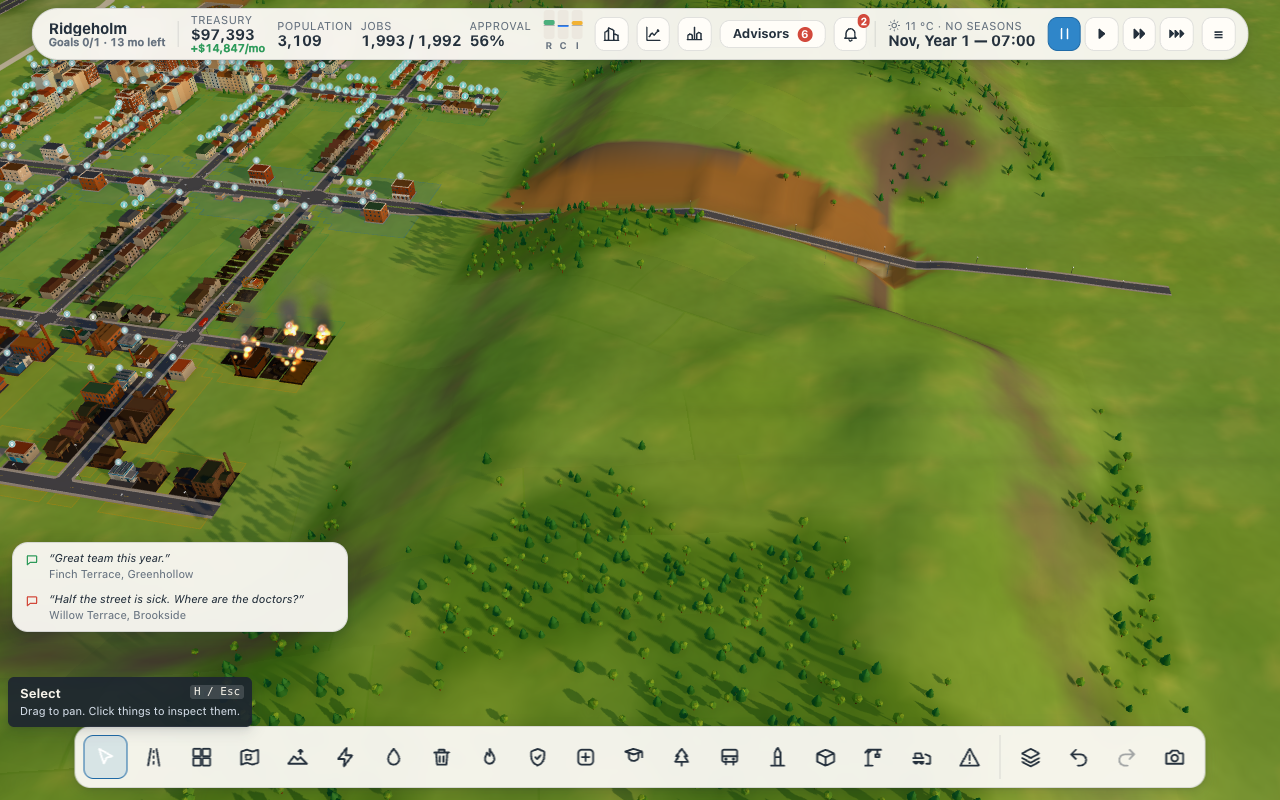 Ridgeholm
Goals 0/1 · 13 mo left
TREASURY
$97,393
+$14,847/mo
POPULATION
3,109
JOBS
1,993 / 1,992
APPROVAL
56%
R C I
Advisors 6
2
11 °C · NO SEASONS
Nov, Year 1 — 07:00
“Great team this year.”
Finch Terrace, Greenhollow
“Half the street is sick. Where are the doctors?”
Willow Terrace, Brookside
Select
H / Esc
Drag to pan. Click things to inspect them.